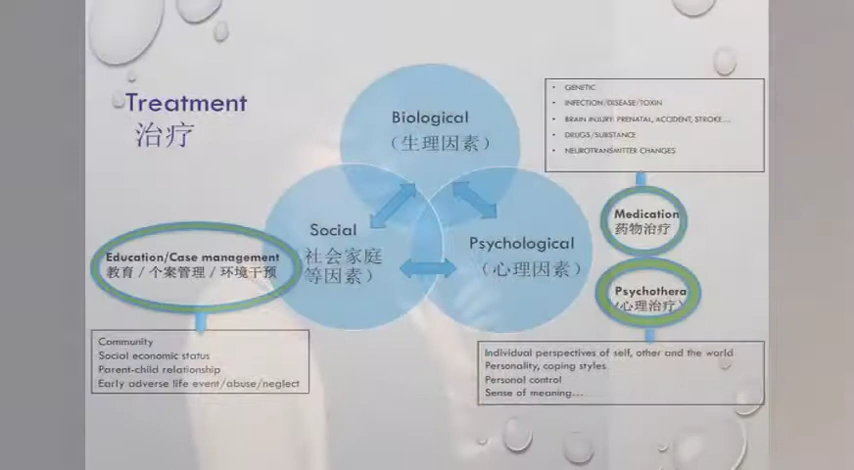 Treatment
治疗
Biological
（生理因素）
Social
（社会家庭
等因素）
Psychological
（心理因素）
• GENETIC
• INFECTION/DISEASE/TOXIN
• BRAIN INJURY: PRENATAL, ACCIDENT, STROKE…
• DRUGS/SUBSTANCE
• NEUROTRANSMITTER CHANGES
Medication
药物治疗
Psychothera
（心理治疗）
Education/Case management
教育 / 个案管理 / 环境干预
Community
Social economic status
Parent-child relationship
Early adverse life event/abuse/neglect
Individual perspectives of self, other and the world
Personality, coping styles
Personal control
Sense of meaning…